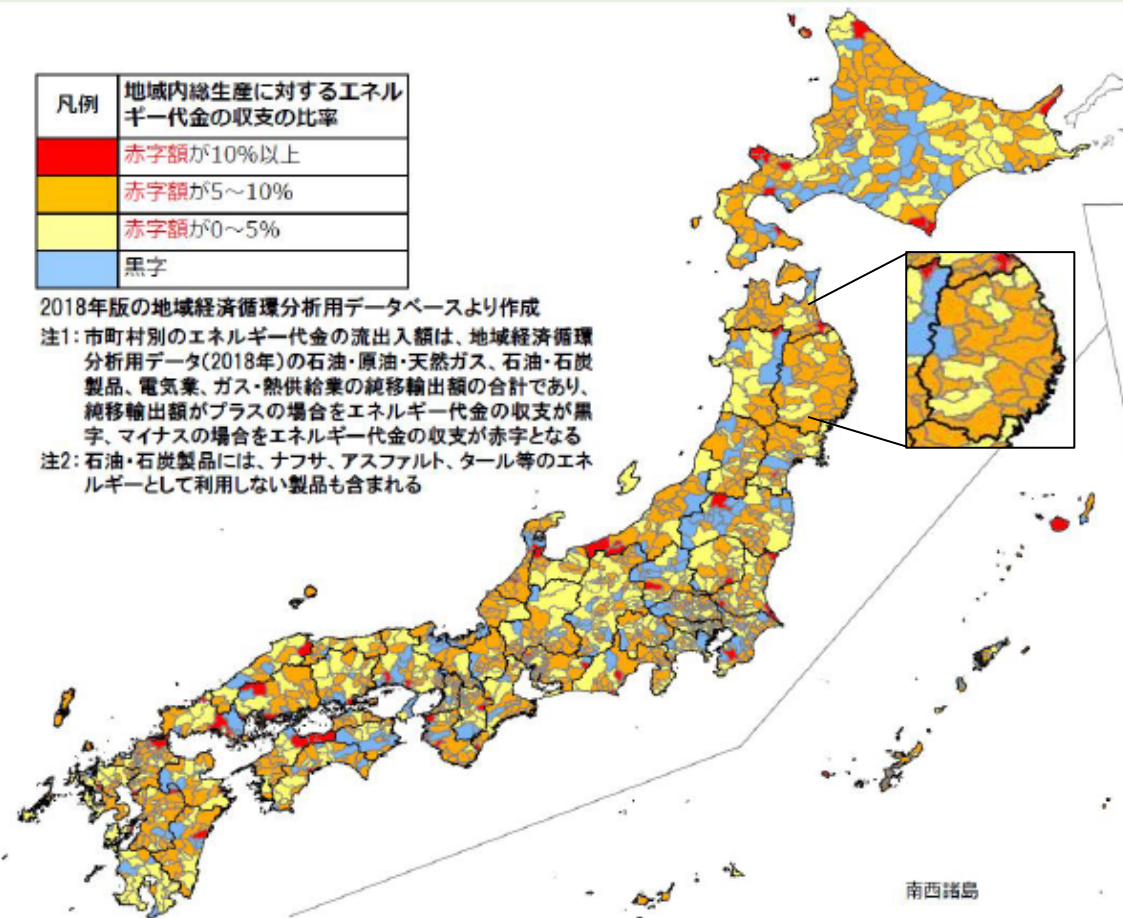 凡例
地域内総生産に対するエネル
ギー代金の収支の比率
赤字額が10%以上
赤字額が5～10%
赤字額が0～5%
黒字
2018年版の地域経済循環分析用データベースより作成
注1：市町村別のエネルギー代金の流出入額は、地域経済循環
分析用データ(2018年)の石油・原油・天然ガス、石油・石炭
製品、電気業、ガス・熱供給業の純移輸出額の合計であり、
純移輸出額がプラスの場合をエネルギー代金の収支が黒
字、マイナスの場合をエネルギー代金の収支が赤字となる
注2：石油・石炭製品には、ナフサ、アスファルト、タール等のエネ
ルギーとして利用しない製品も含まれる
南西諸島